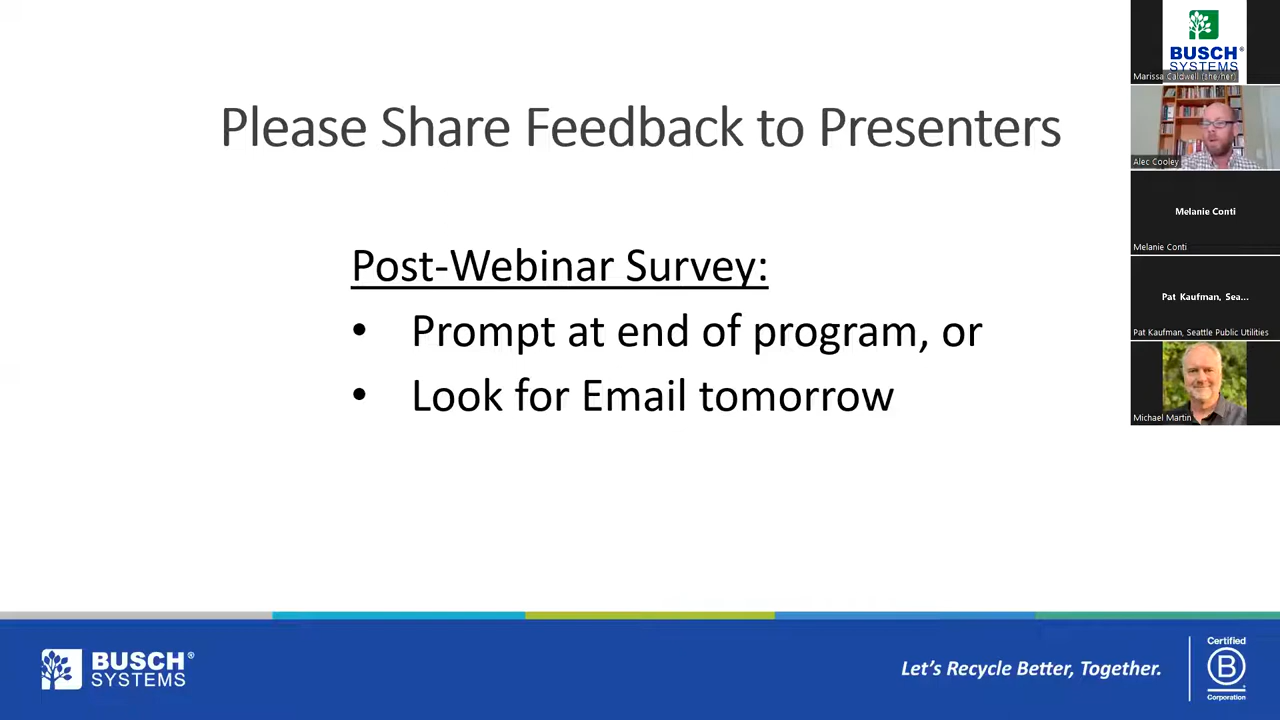 Please Share Feedback to Presenters
Post-Webinar Survey:
• Prompt at end of program, or
• Look for Email tomorrow
BUSCH®
SYSTEMS
Let's Recycle Better, Together.
Certified
B
Corporation
BUSCH®
SYSTEMS
Marissa Caldwell (she-her)
Alec Cooley
Melanie Conti
Melanie Conti
Pat Kaufman, Sea...
Pat Kaufman, Seattle Public Utilities
Michael Martin